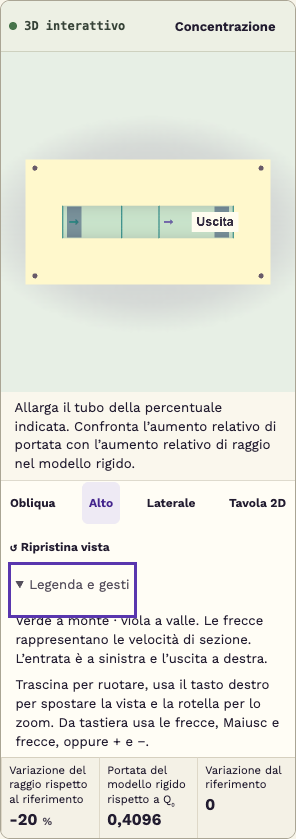 3D interattivo
Concentrazione
→ → Uscita
Allarga il tubo della percentuale
indicata. Confronta l’aumento relativo di
portata con l’aumento relativo di raggio
nel modello rigido.
Obliqua Alto Laterale Tavola 2D
↺ Ripristina vista
▼ Legenda e gesti
Verde a monte · viola a valle. Le frecce
rappresentano le velocità di sezione.
L’entrata è a sinistra e l’uscita a destra.
Trascina per ruotare, usa il tasto destro
per spostare la vista e la rotella per lo
zoom. Da tastiera usa le frecce, Maiusc e
frecce, oppure + e −.
Variazione del
raggio rispetto
al riferimento
-20 %
Portata del
modello rigido
rispetto a Q₀
0,4096
Variazione dal
riferimento
0